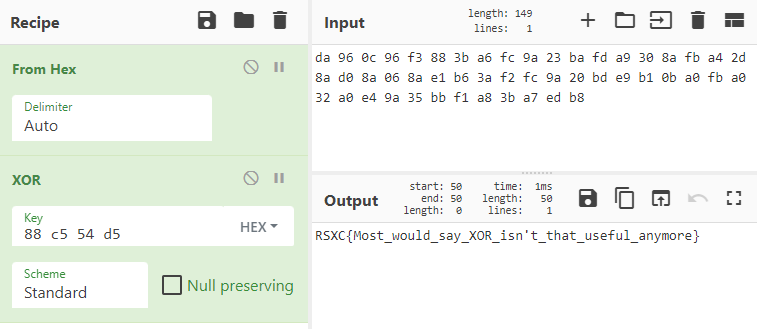 Recipe
From Hex
Delimiter
Auto
XOR
Key
88 c5 54 d5
HEX
Scheme
Standard
Null preserving
Input
length: 149
lines: 1
da 96 0c 96 f3 88 3b a6 fc 9a 23 ba fd a9 30 8a fb a4 2d
8a d0 8a 06 8a e1 b6 3a f2 fc 9a 20 bd e9 b1 0b a0 fb a0
32 a0 e4 9a 35 bb f1 a8 3b a7 ed b8
Output
start: 50
end: 50
length: 0
time: 1ms
length: 50
lines: 1
RSXC{Most_would_say_XOR_isn't_that_useful_anymore}